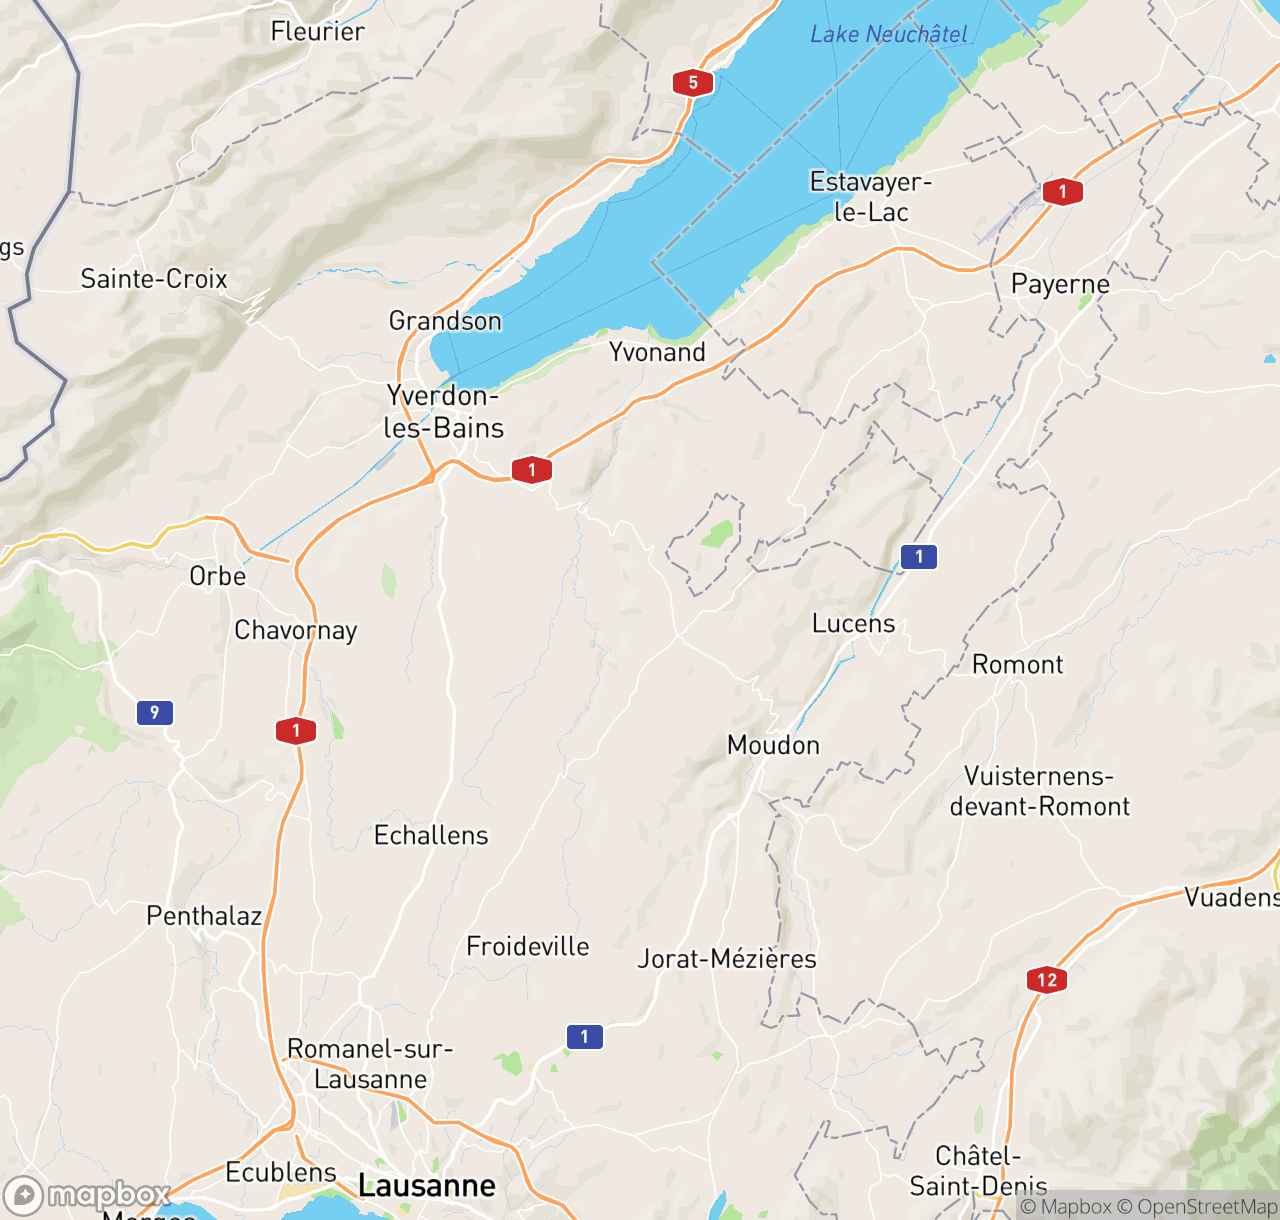 Fleurier
Lake Neuchâtel
5
Estavayer-
le-Lac
1
gs
Sainte-Croix
Payerne
Grandson
Yvonand
Yverdon-
les-Bains
1
1
Orbe
Lucens
Chavornay
Romont
9
1
Moudon
Vuisternens-
devant-Romont
Echallens
Vuadens
Penthalaz
Froideville
Jorat-Mézières
12
1
Romanel-sur-
Lausanne
Châtel-
Saint-Denis
Ecublens
Lausanne
mapbox
Morges
© Mapbox © OpenStreetMap